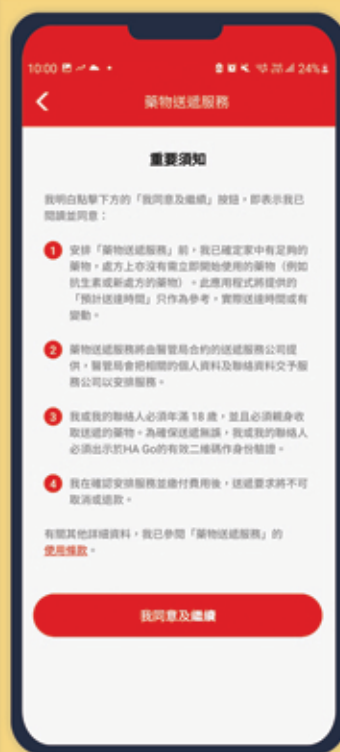 10:00
24%
藥物送遞服務
重要須知
我明白點擊下方的「我同意及繼續」按鈕，即表示我已
閱讀並同意：
1 安排「藥物送遞服務」前，我已確定家中有足夠的
藥物。處方上亦沒有需立即開始使用的藥物（例如
抗生素或新處方的藥物）。此應用程式將提供的
「預計送達時間」只作為參考，實際送達時間或有
變動。
2 藥物送遞服務將由醫管局合約的送遞服務公司提
供，醫管局會把相關的個人資料及聯絡資料交予服
務公司以安排服務。
3 我或我的聯絡人必須年滿 18 歲，並且必須親身收
取送遞的藥物。為確保送遞無誤，我或我的聯絡人
必須出示於HA Go的有效二維碼作身份驗證。
4 我在確認安排服務並繳付費用後，送遞要求將不可
取消或退款。
有關其他詳細資料，我已參閱「藥物送遞服務」的
使用條款。
我同意及繼續